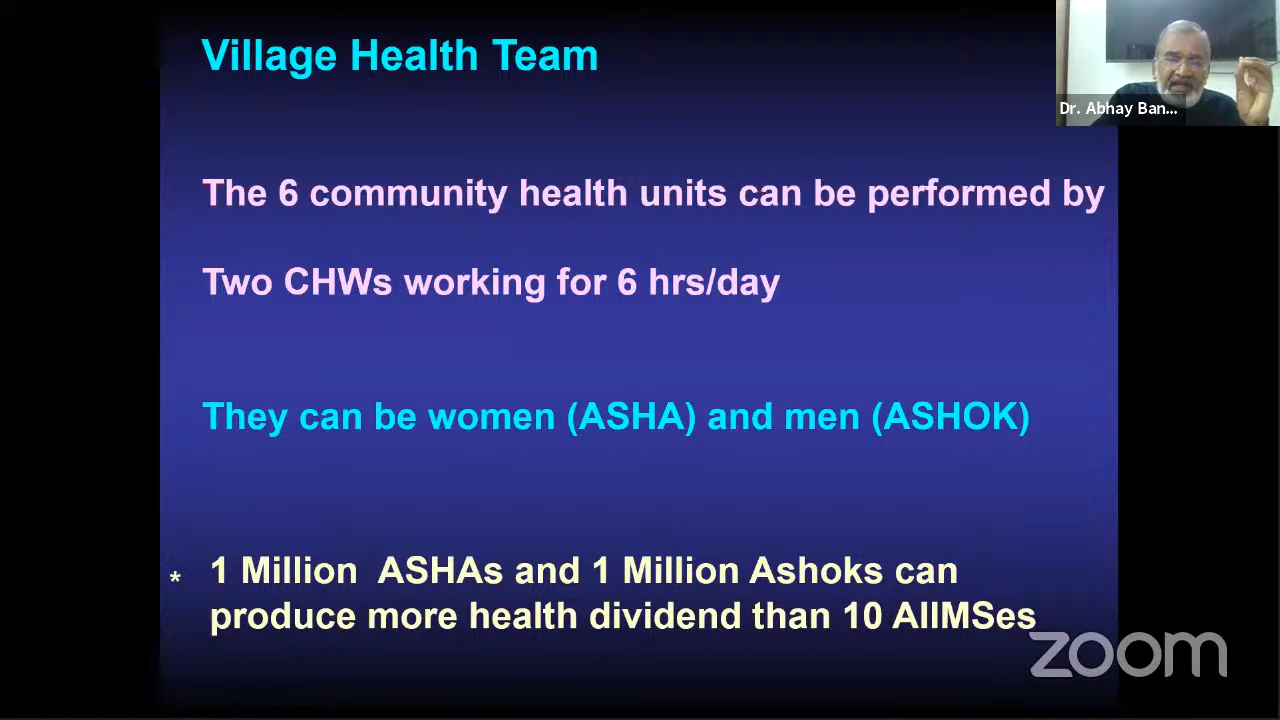 Village Health Team
Dr. Abhay Ban...
The 6 community health units can be performed by
Two CHWs working for 6 hrs/day
They can be women (ASHA) and men (ASHOK)
* 1 Million  ASHAs and 1 Million Ashoks can
produce more health dividend than 10 AIIMSes
zoom